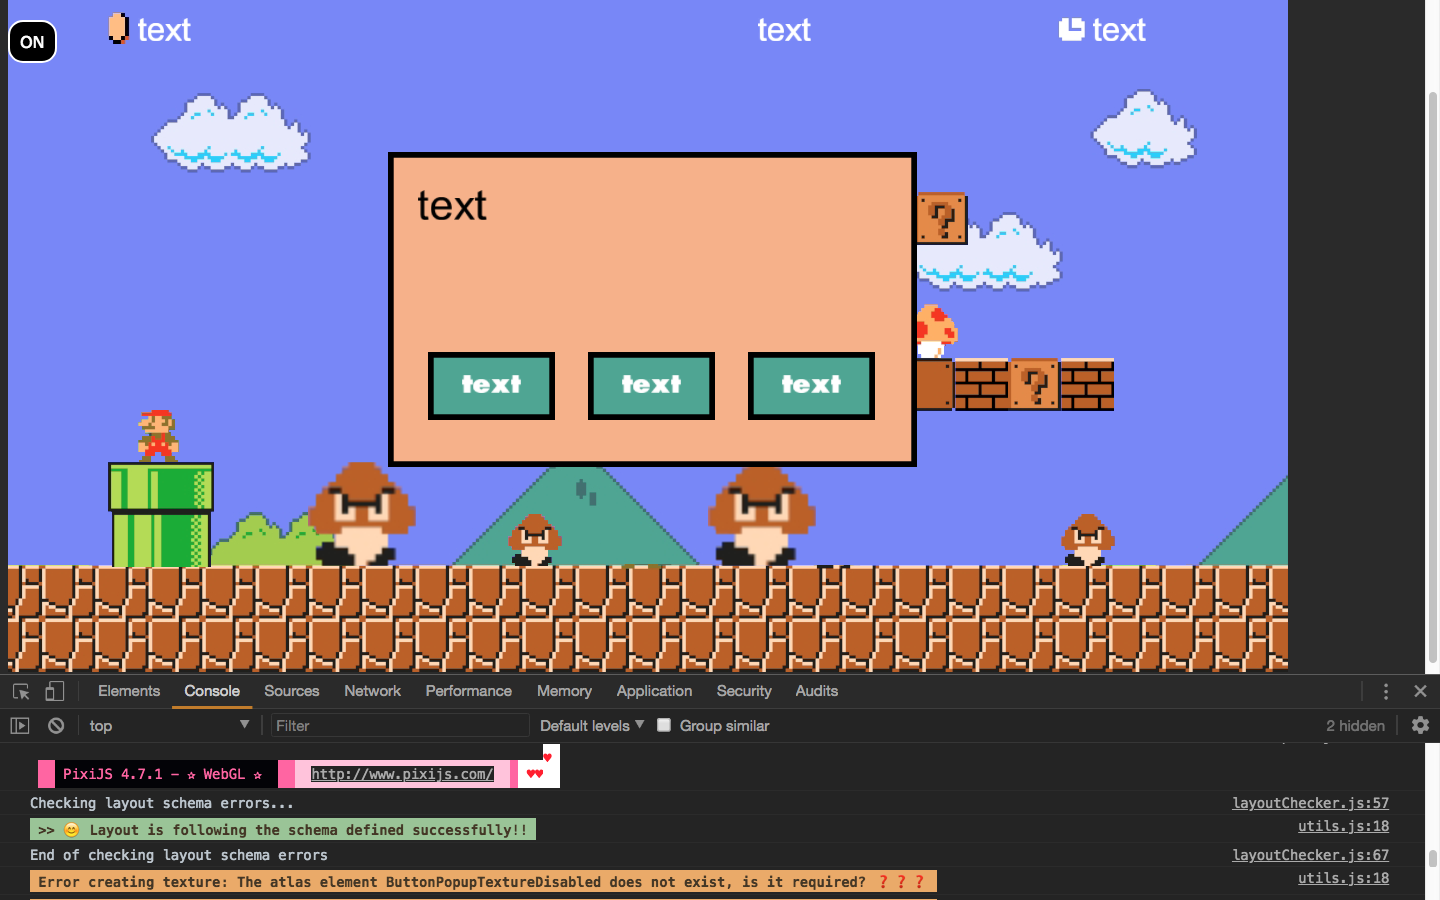 ON
text
text
text
text
text
text
text
?
?
Elements Console Sources Network Performance Memory Application Security Audits
top Filter Default levels Group similar 2 hidden
PixiJS 4.7.1 - ✰ WebGL ✰ http://www.pixijs.com/ ♥♥♥
Checking layout schema errors... layoutChecker.js:57
>> 😊 Layout is following the schema defined successfully!! utils.js:18
End of checking layout schema errors layoutChecker.js:67
Error creating texture: The atlas element ButtonPopupTextureDisabled does not exist, is it required? ❓❓❓ utils.js:18